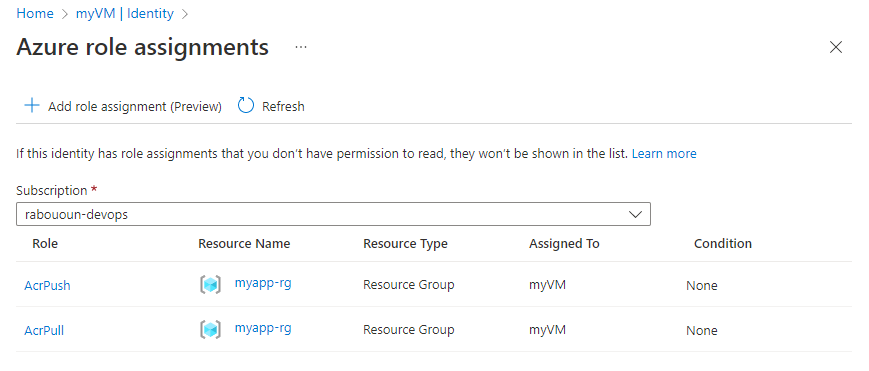 Home > myVM | Identity >
Azure role assignments ...
+ Add role assignment (Preview) Refresh
If this identity has role assignments that you don't have permission to read, they won't be shown in the list. Learn more
Subscription *
rabououn-devops
Role Resource Name Resource Type Assigned To Condition
AcrPush myapp-rg Resource Group myVM None
AcrPull myapp-rg Resource Group myVM None